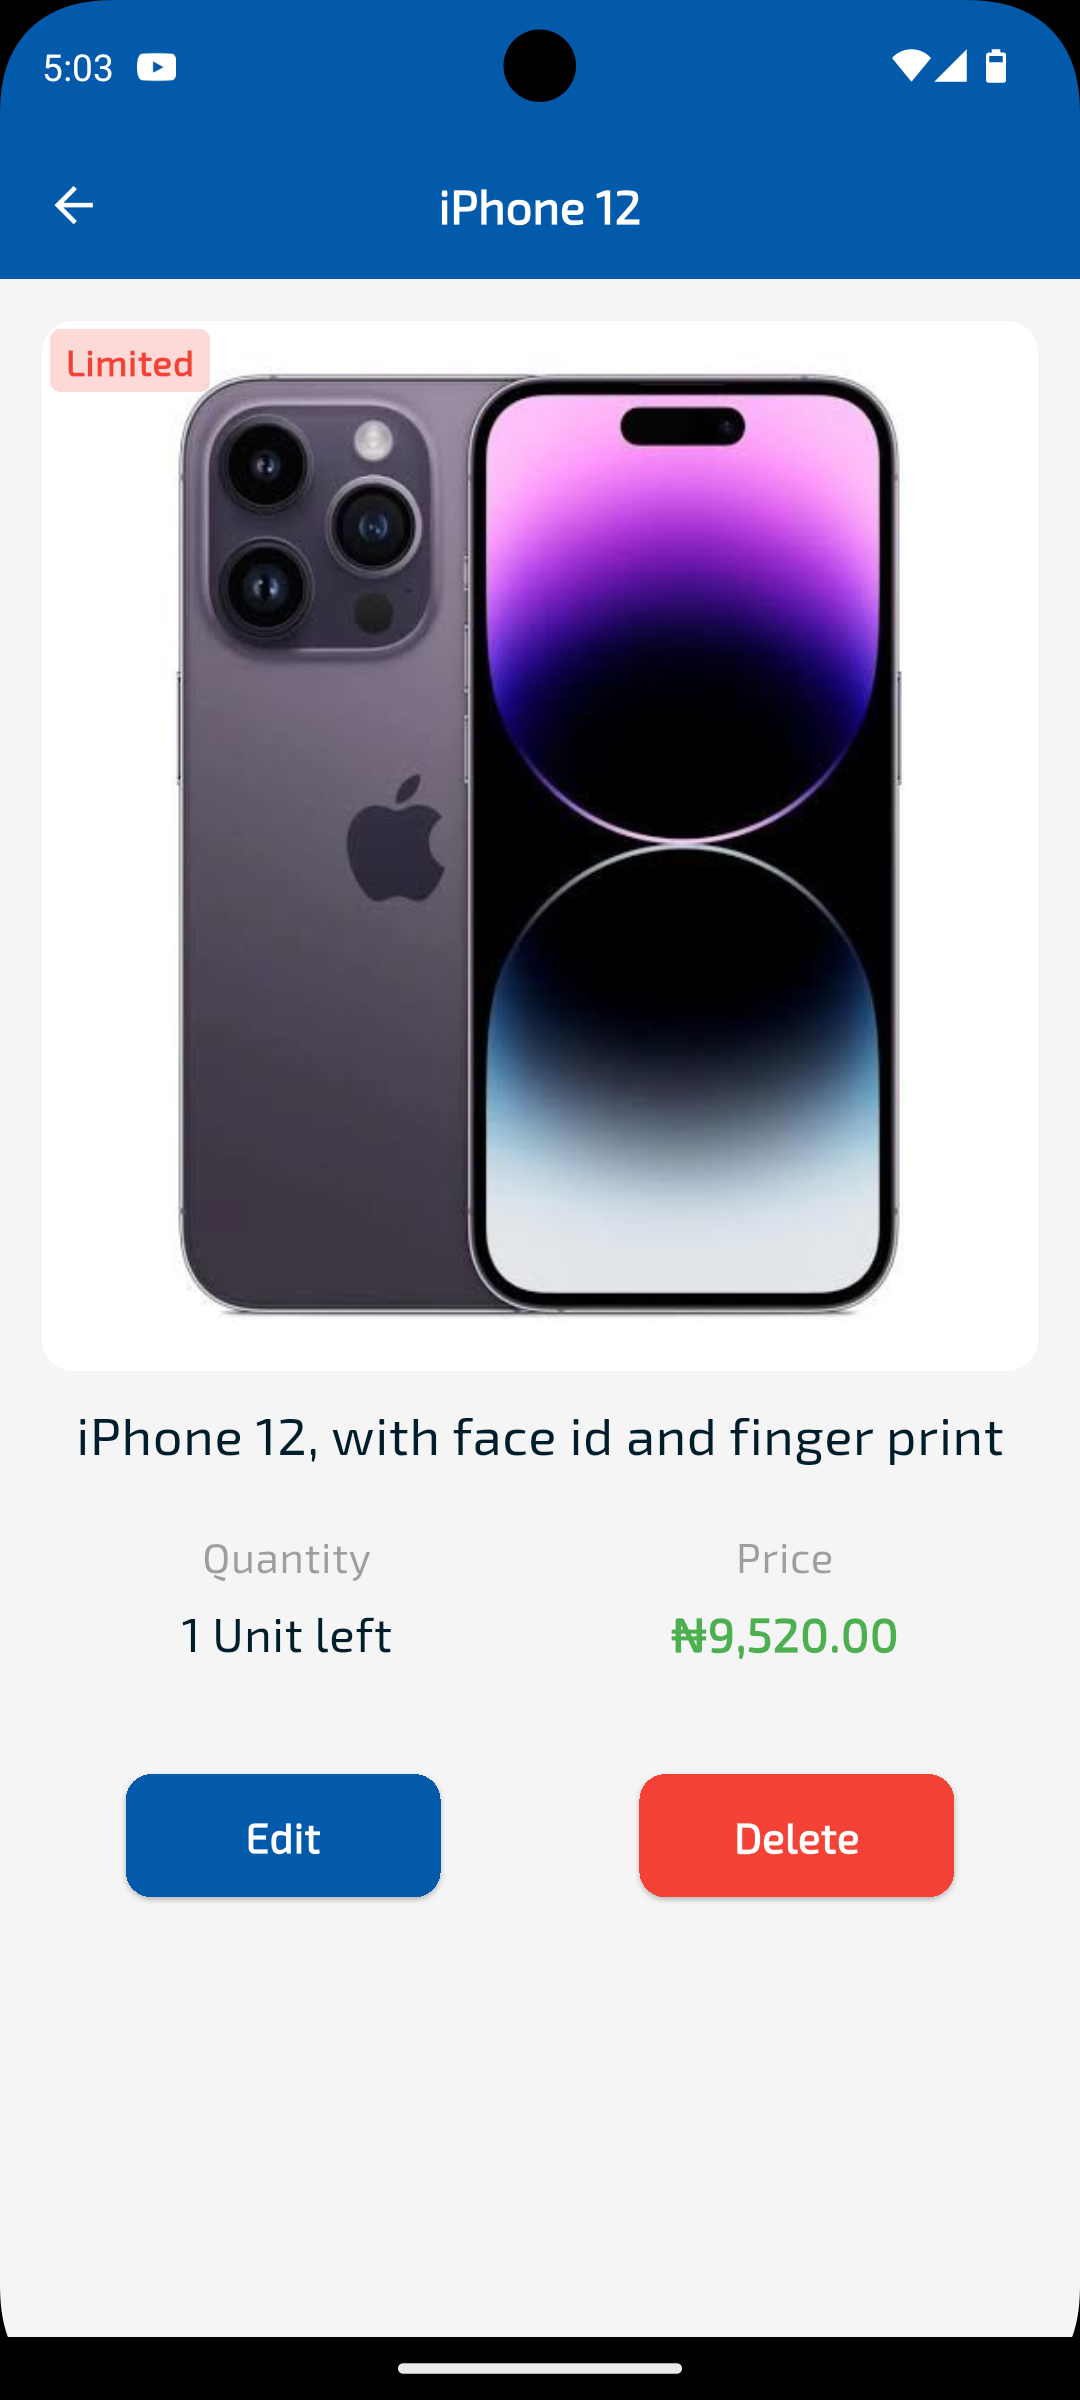 5:03
iPhone 12
Limited
iPhone 12, with face id and finger print
Quantity
Price
1 Unit left
₦9,520.00
Edit
Delete